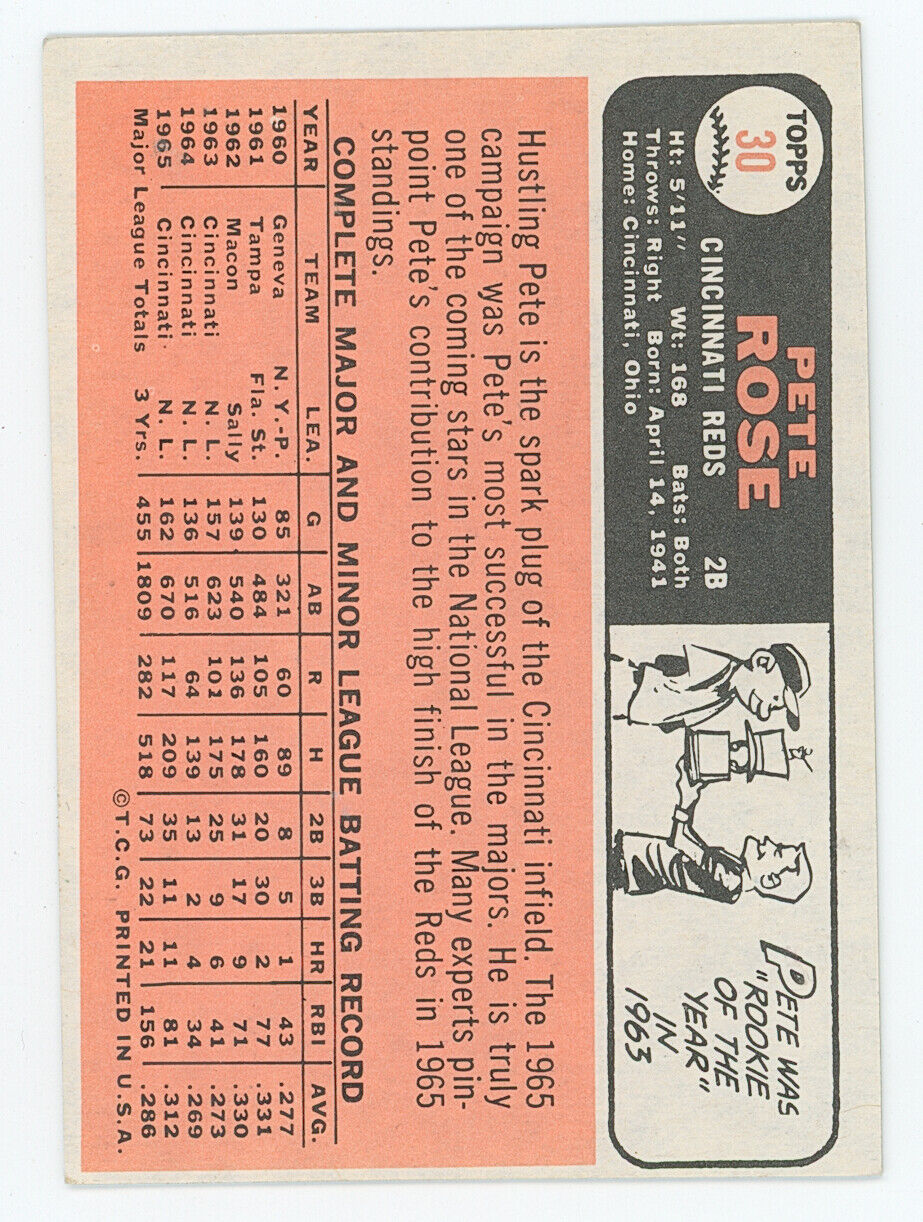 TOPPS
30
PETE
ROSE
CINCINNATI REDS 2B
Ht: 5'11" Wt: 168 Bats: Both
Throws: Right Born: April 14, 1941
Home: Cincinnati, Ohio
PETE WAS
"ROOKIE
OF THE
YEAR"
IN
1963
Hustling Pete is the spark plug of the Cincinnati infield. The 1965
campaign was Pete's most successful in the majors. He is truly
one of the coming stars in the National League. Many experts pin-
point Pete's contribution to the high finish of the Reds in 1965
standings.
COMPLETE MAJOR AND MINOR LEAGUE BATTING RECORD
YEAR TEAM LEA. G AB R H 2B 3B HR RBI AVG.
1960 Geneva N. Y.-P. 85 321 60 89 8 5 1 43 .277
1961 Tampa Fla. St. 130 484 105 160 20 30 2 77 .331
1962 Macon Sally 139 540 136 178 31 17 9 71 .330
1963 Cincinnati N. L. 157 623 101 175 25 9 6 41 .273
1964 Cincinnati N. L. 136 516 64 139 13 2 4 34 .269
1965 Cincinnati N. L. 162 670 117 209 35 11 11 81 .312
Major League Totals 3 Yrs. 455 1809 282 518 73 22 21 156 .286
©T.C.G. PRINTED IN U.S.A.